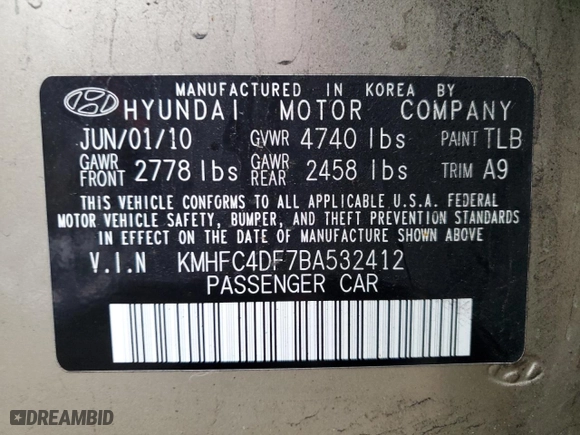 MANUFACTURED IN KOREA BY
HYUNDAI MOTOR COMPANY
JUN/01/10 GVWR 4740 lbs PAINT TLB
GAWR FRONT 2778 lbs GAWR REAR 2458 lbs TRIM A9
THIS VEHICLE CONFORMS TO ALL APPLICABLE U.S.A. FEDERAL
MOTOR VEHICLE SAFETY, BUMPER, AND THEFT PREVENTION STANDARDS
IN EFFECT ON THE DATE OF MANUFACTURE SHOWN ABOVE.
V.I.N KMHFC4DF7BA532412
PASSENGER CAR
DREAMBID